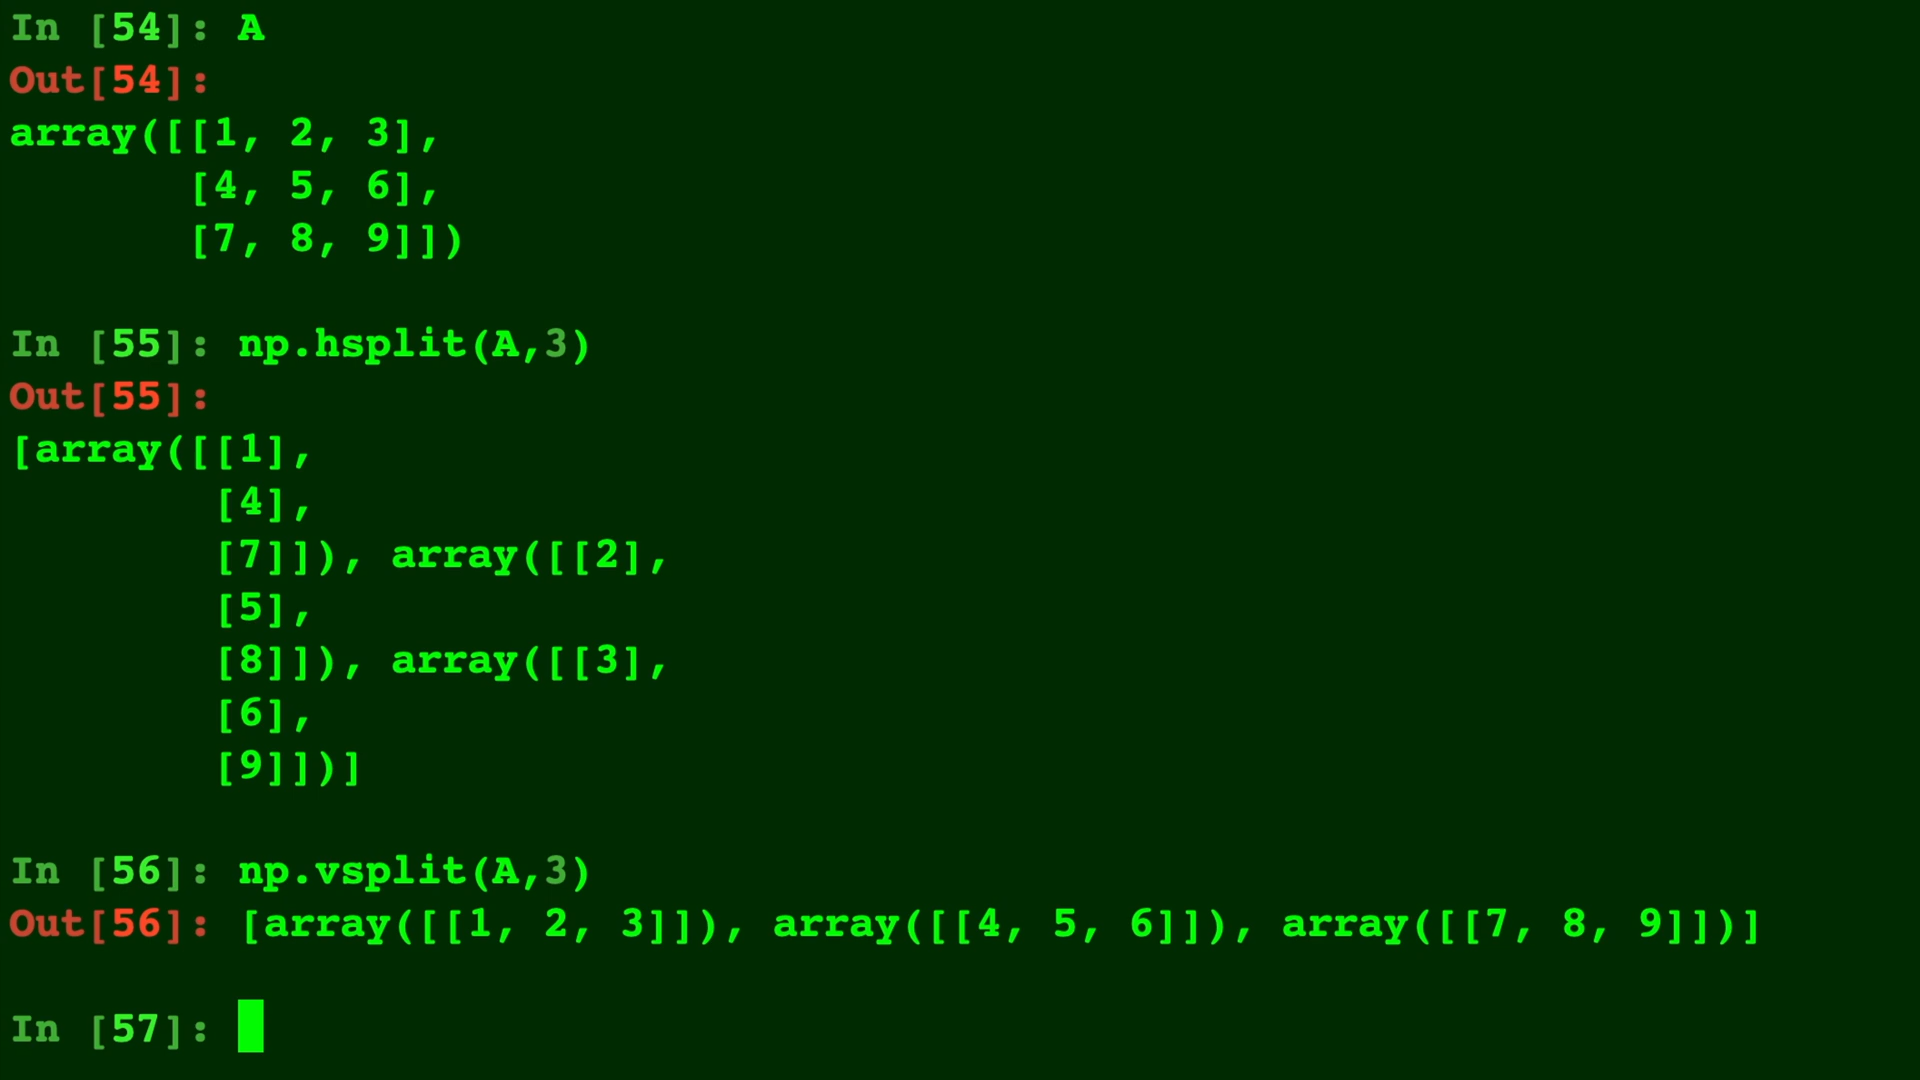 In [54]: A
Out[54]:
array([[1, 2, 3],
       [4, 5, 6],
       [7, 8, 9]])
In [55]: np.hsplit(A,3)
Out[55]:
[array([[1],
        [4],
        [7]]), array([[2],
        [5],
        [8]]), array([[3],
        [6],
        [9]])]
In [56]: np.vsplit(A,3)
Out[56]: [array([[1, 2, 3]]), array([[4, 5, 6]]), array([[7, 8, 9]])]
In [57]: